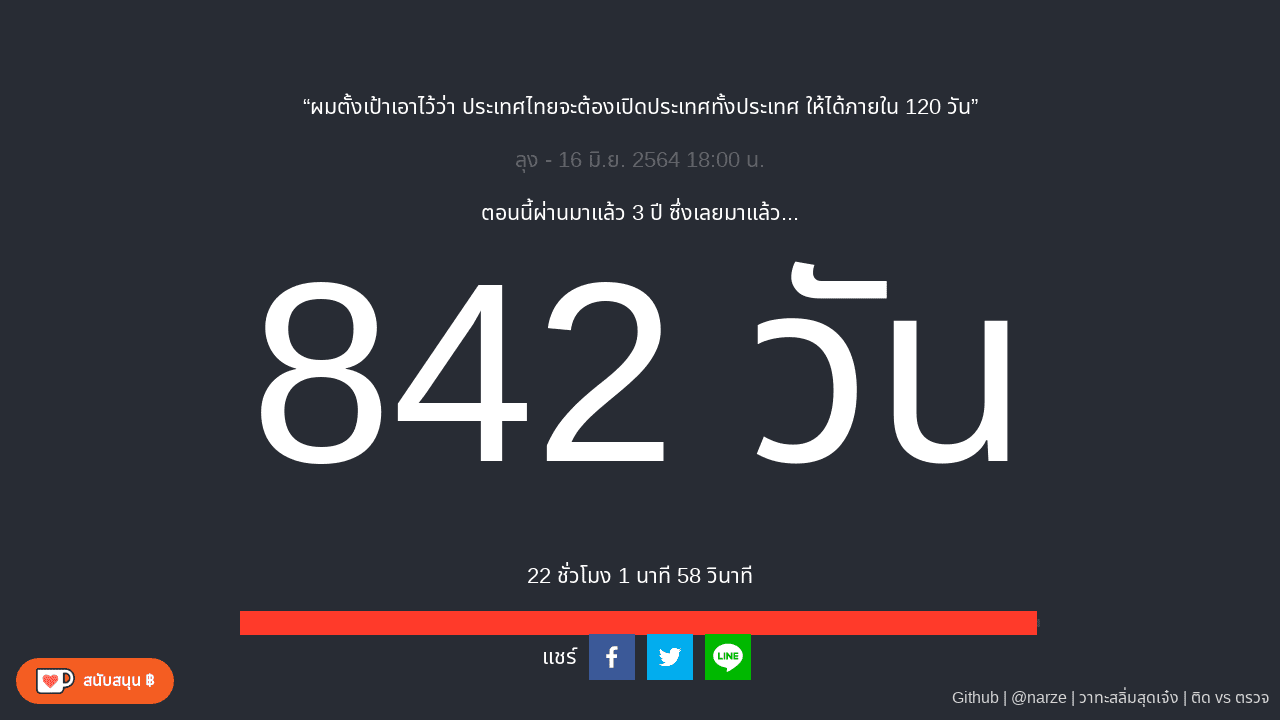 “ผมตั้งเป้าเอาไว้ว่า ประเทศไทยจะต้องเปิดประเทศทั้งประเทศ ให้ได้ภายใน 120 วัน”
ลุง - 16 มิ.ย. 2564 18:00 น.
ตอนนี้ผ่านมาแล้ว 3 ปี ซึ่งเลยมาแล้ว...
842 วัน
22 ชั่วโมง 1 นาที 58 วินาที
แชร์
LINE
สนับสนุน ฿
Github | @narze | วาทะสลิ่มสุดเจ๋ง | ติด vs ตรวจ